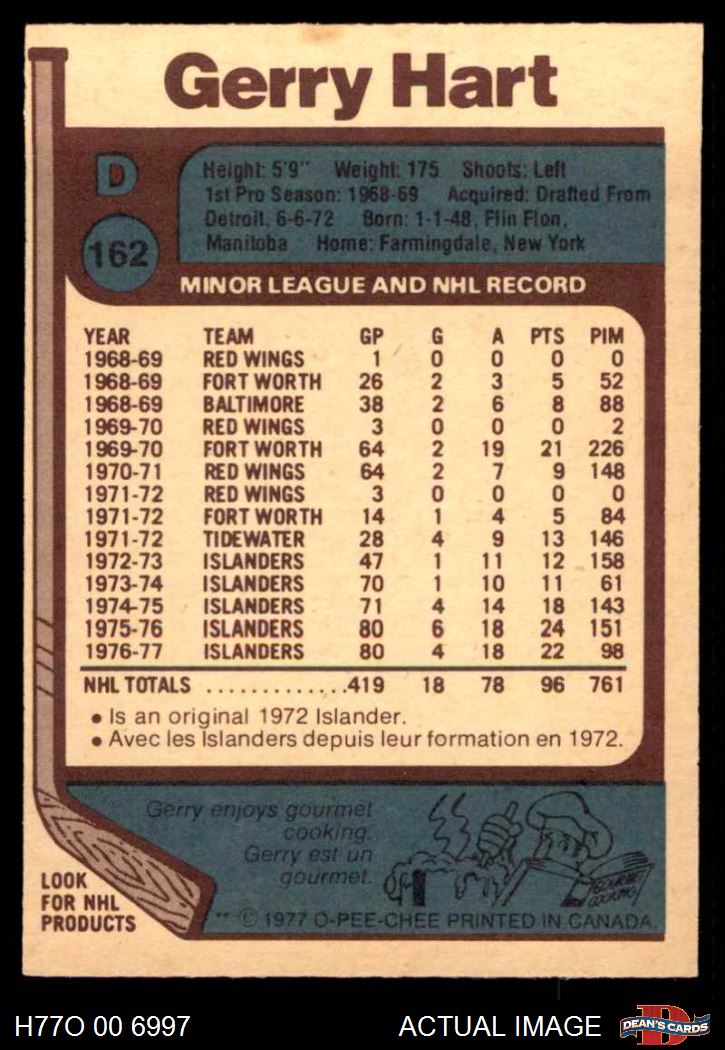 Gerry Hart
D
162
Height: 5'9" Weight: 175 Shoots: Left
1st Pro Season: 1968-69 Acquired: Drafted From
Detroit, 6-6-72 Born: 1-1-48, Flin Flon,
Manitoba Home: Farmingdale, New York
MINOR LEAGUE AND NHL RECORD
YEAR TEAM GP G A PTS PIM
1968-69 RED WINGS 1 0 0 0 0
1968-69 FORT WORTH 26 2 3 5 52
1968-69 BALTIMORE 38 2 6 8 88
1969-70 RED WINGS 3 0 0 0 2
1969-70 FORT WORTH 64 2 19 21 226
1970-71 RED WINGS 64 2 7 9 148
1971-72 RED WINGS 3 0 0 0 0
1971-72 FORT WORTH 14 1 4 5 84
1971-72 TIDEWATER 28 4 9 13 146
1972-73 ISLANDERS 47 1 11 12 158
1973-74 ISLANDERS 70 1 10 11 61
1974-75 ISLANDERS 71 4 14 18 143
1975-76 ISLANDERS 80 6 18 24 151
1976-77 ISLANDERS 80 4 18 22 98
NHL TOTALS .............419 18 78 96 761
• Is an original 1972 Islander.
• Avec les Islanders depuis leur formation en 1972.
Gerry enjoys gourmet
cooking.
Gerry est un
gourmet.
GOURMET
COOKING
LOOK
FOR NHL
PRODUCTS
** © 1977 O-PEE-CHEE PRINTED IN CANADA
H77O 00 6997 ACTUAL IMAGE
D
DEAN'S CARDS